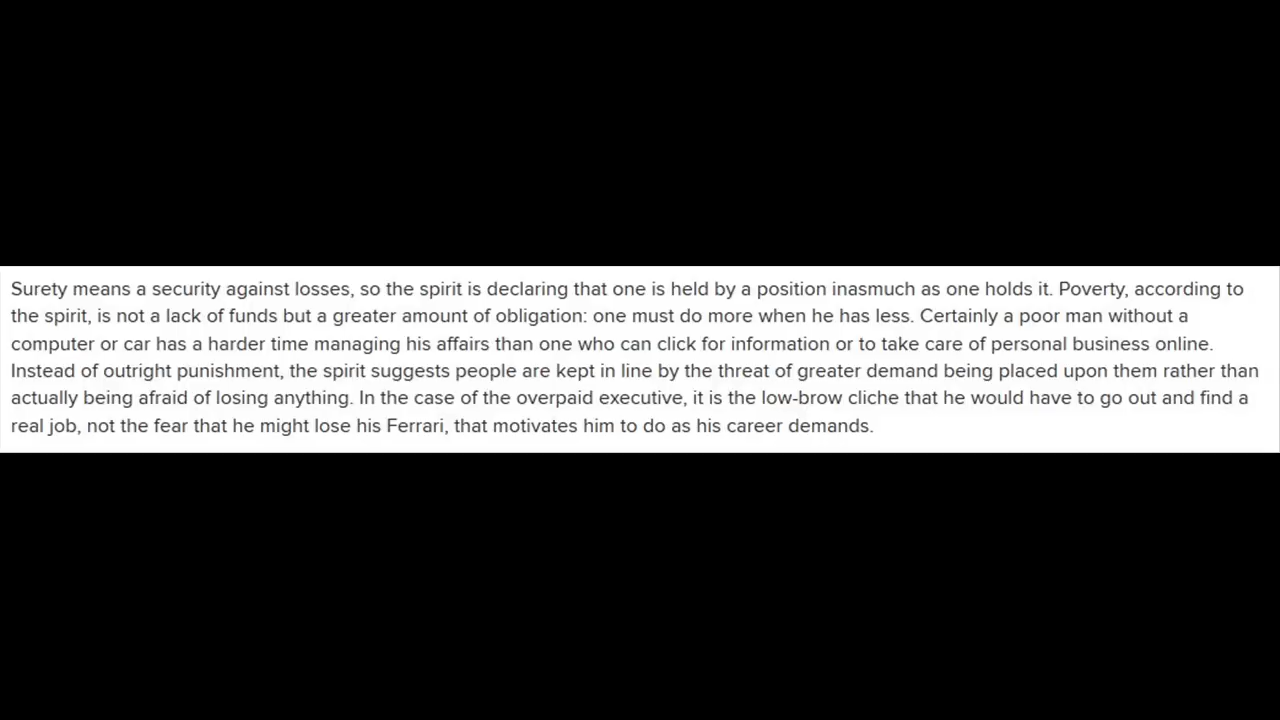 Surety means a security against losses, so the spirit is declaring that one is held by a position inasmuch as one holds it. Poverty, according to
the spirit, is not a lack of funds but a greater amount of obligation: one must do more when he has less. Certainly a poor man without a
computer or car has a harder time managing his affairs than one who can click for information or to take care of personal business online.
Instead of outright punishment, the spirit suggests people are kept in line by the threat of greater demand being placed upon them rather than
actually being afraid of losing anything. In the case of the overpaid executive, it is the low-brow cliche that he would have to go out and find a
real job, not the fear that he might lose his Ferrari, that motivates him to do as his career demands.